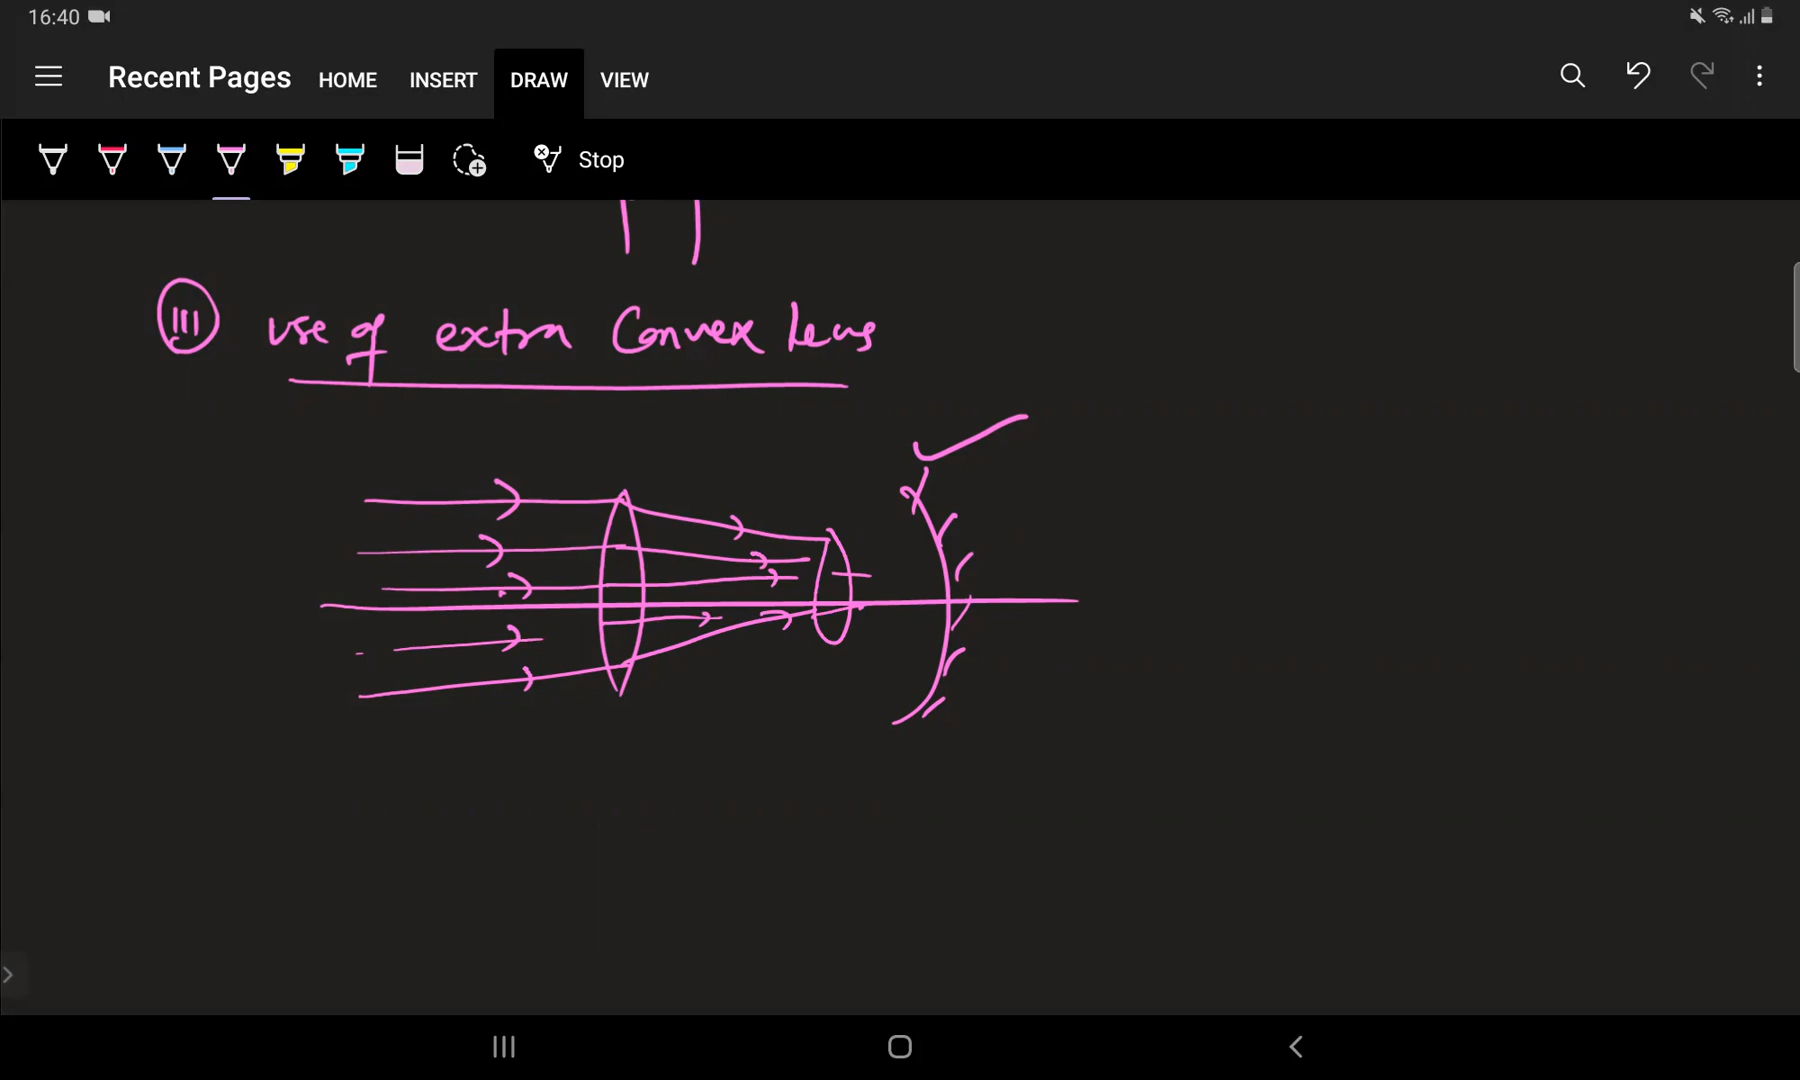 16:40
Recent Pages HOME INSERT DRAW VIEW
Stop
III use of extra Convex Lens